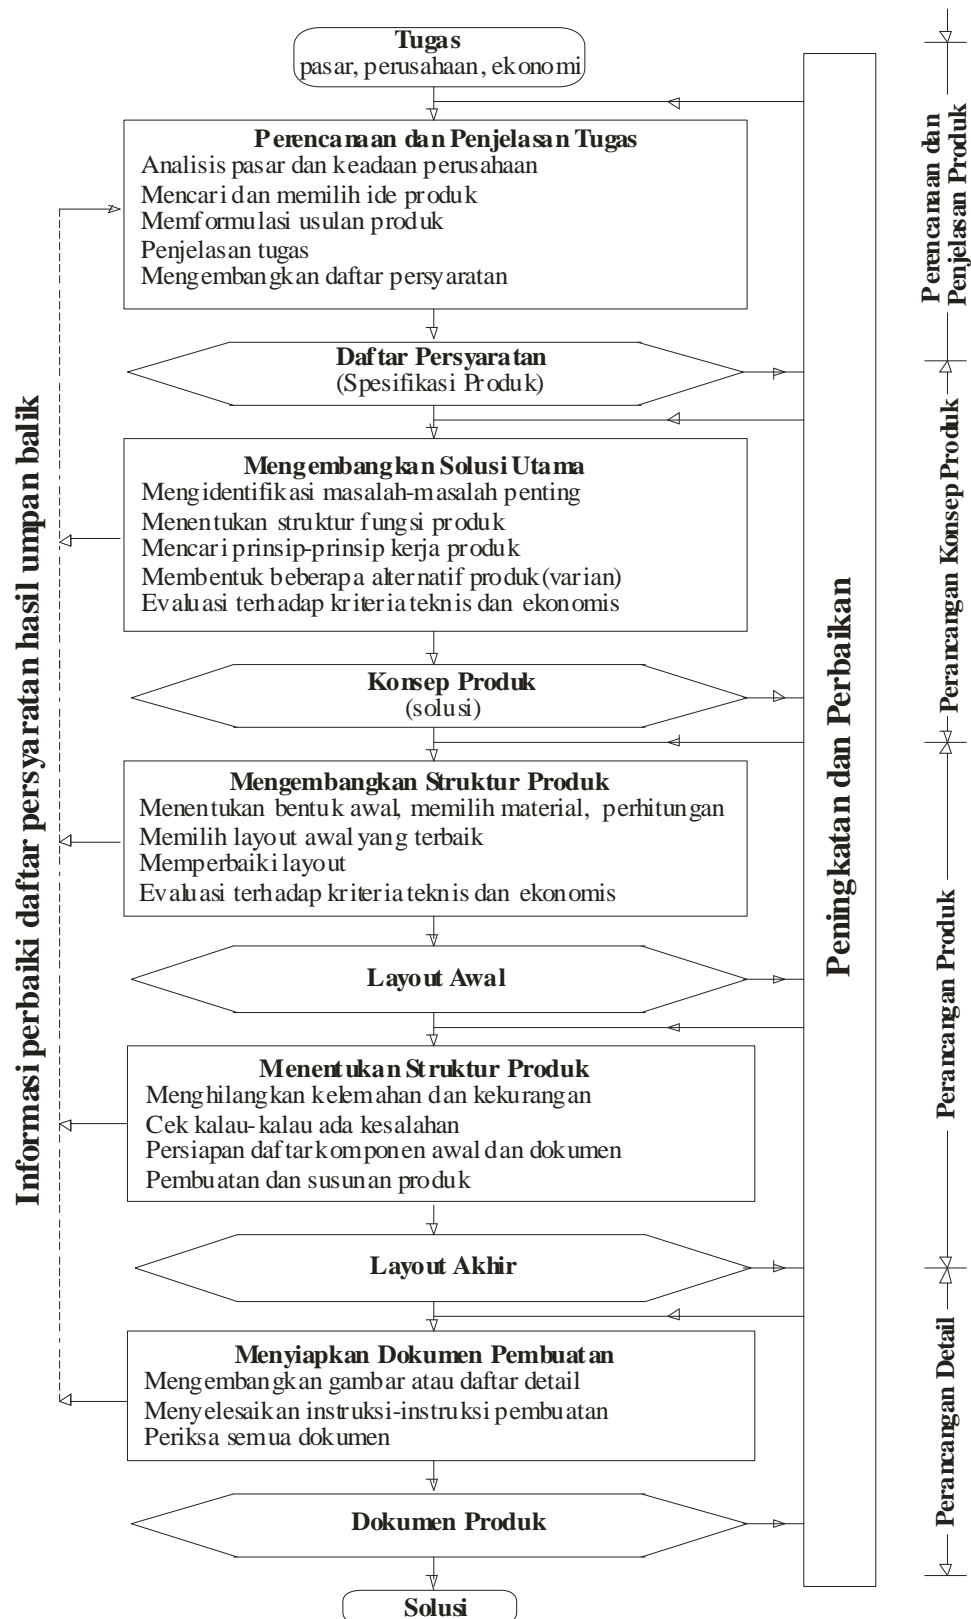 Tugas
pasar, perusahaan, ekonomi
Perencanaan dan Penjelasan Tugas
Analisis pasar dan keadaan perusahaan
Mencari dan memilih ide produk
Memformulasi usulan produk
Penjelasan tugas
Mengembangkan daftar persyaratan
Daftar Persyaratan
(Spesifikasi Produk)
Mengembangkan Solusi Utama
Mengidentifikasi masalah-masalah penting
Menentukan struktur fungsi produk
Mencari prinsip-prinsip kerja produk
Membentuk beberapa alternatif produk (varian)
Evaluasi terhadap kriteria teknis dan ekonomis
Konsep Produk
(solusi)
Mengembangkan Struktur Produk
Menentukan bentuk awal, memilih material, perhitungan
Memilih layout awal yang terbaik
Memperbaiki layout
Evaluasi terhadap kriteria teknis dan ekonomis
Layout Awal
Menentukan Struktur Produk
Menghilangkan kelemahan dan kekurangan
Cek kalau-kalau ada kesalahan
Persiapan daftar komponen awal dan dokumen
Pembuatan dan susunan produk
Layout Akhir
Menyiapkan Dokumen Pembuatan
Mengembangkan gambar atau daftar detail
Menyelesaikan instruksi-instruksi pembuatan
Periksa semua dokumen
Dokumen Produk
Solusi
Informasi perbaiki daftar persyaratan hasil umpan balik
Peningkatan dan Perbaikan
Perencanaan dan
Penjelasan Produk
Perancangan Konsep Produk
Perancangan Produk
Perancangan Detail